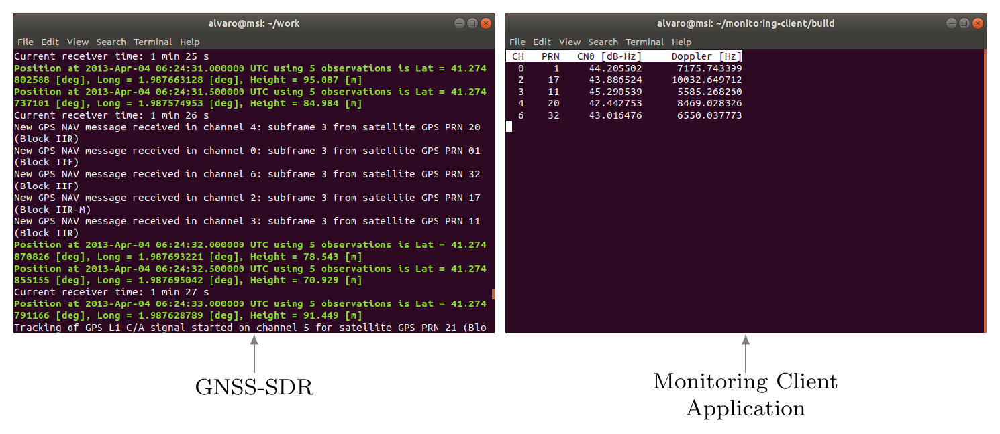 alvaro@msi: ~/work
File Edit View Search Terminal Help
Current receiver time: 1 min 25 s
Position at 2013-Apr-04 06:24:31.000000 UTC using 5 observations is Lat = 41.274
802588 [deg], Long = 1.987663128 [deg], Height = 95.087 [m]
Position at 2013-Apr-04 06:24:31.500000 UTC using 5 observations is Lat = 41.274
737101 [deg], Long = 1.987574953 [deg], Height = 84.984 [m]
Current receiver time: 1 min 26 s
New GPS NAV message received in channel 4: subframe 3 from satellite GPS PRN 20
(Block IIR)
New GPS NAV message received in channel 0: subframe 3 from satellite GPS PRN 01
(Block IIF)
New GPS NAV message received in channel 6: subframe 3 from satellite GPS PRN 32
(Block IIF)
New GPS NAV message received in channel 2: subframe 3 from satellite GPS PRN 17
(Block IIR-M)
New GPS NAV message received in channel 3: subframe 3 from satellite GPS PRN 11
(Block IIR)
Position at 2013-Apr-04 06:24:32.000000 UTC using 5 observations is Lat = 41.274
870826 [deg], Long = 1.987693221 [deg], Height = 78.543 [m]
Position at 2013-Apr-04 06:24:32.500000 UTC using 5 observations is Lat = 41.274
855155 [deg], Long = 1.987695042 [deg], Height = 70.929 [m]
Current receiver time: 1 min 27 s
Position at 2013-Apr-04 06:24:33.000000 UTC using 5 observations is Lat = 41.274
791166 [deg], Long = 1.987628789 [deg], Height = 91.449 [m]
Tracking of GPS L1 C/A signal started on channel 5 for satellite GPS PRN 21 (Blo
GNSS-SDR
alvaro@msi: ~/monitoring-client/build
File Edit View Search Terminal Help
CH PRN CN0 [dB-Hz] Doppler [Hz]
0 1 44.205502 7175.743399
2 17 43.886524 10032.649712
3 11 45.290539 5585.268260
4 20 42.442753 8469.028326
6 32 43.016476 6550.037773
Monitoring Client
Application